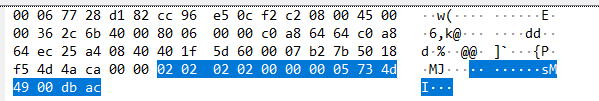 00 06 77 28 d1 82 cc 96 e5 0c f2 c2 08 00 45 00 ··w(···· ······E·
00 36 2c 6b 40 00 80 06 00 00 c0 a8 64 64 c0 a8 ·6,k@··· ····dd··
64 ec 25 a4 08 40 40 1f 5d 60 00 07 b2 7b 50 18 d·%··@@· ]`···{P·
f5 4d 4a ca 00 00 02 02 02 02 00 00 00 05 73 4d ·MJ····· ······sM
49 00 db ac I···